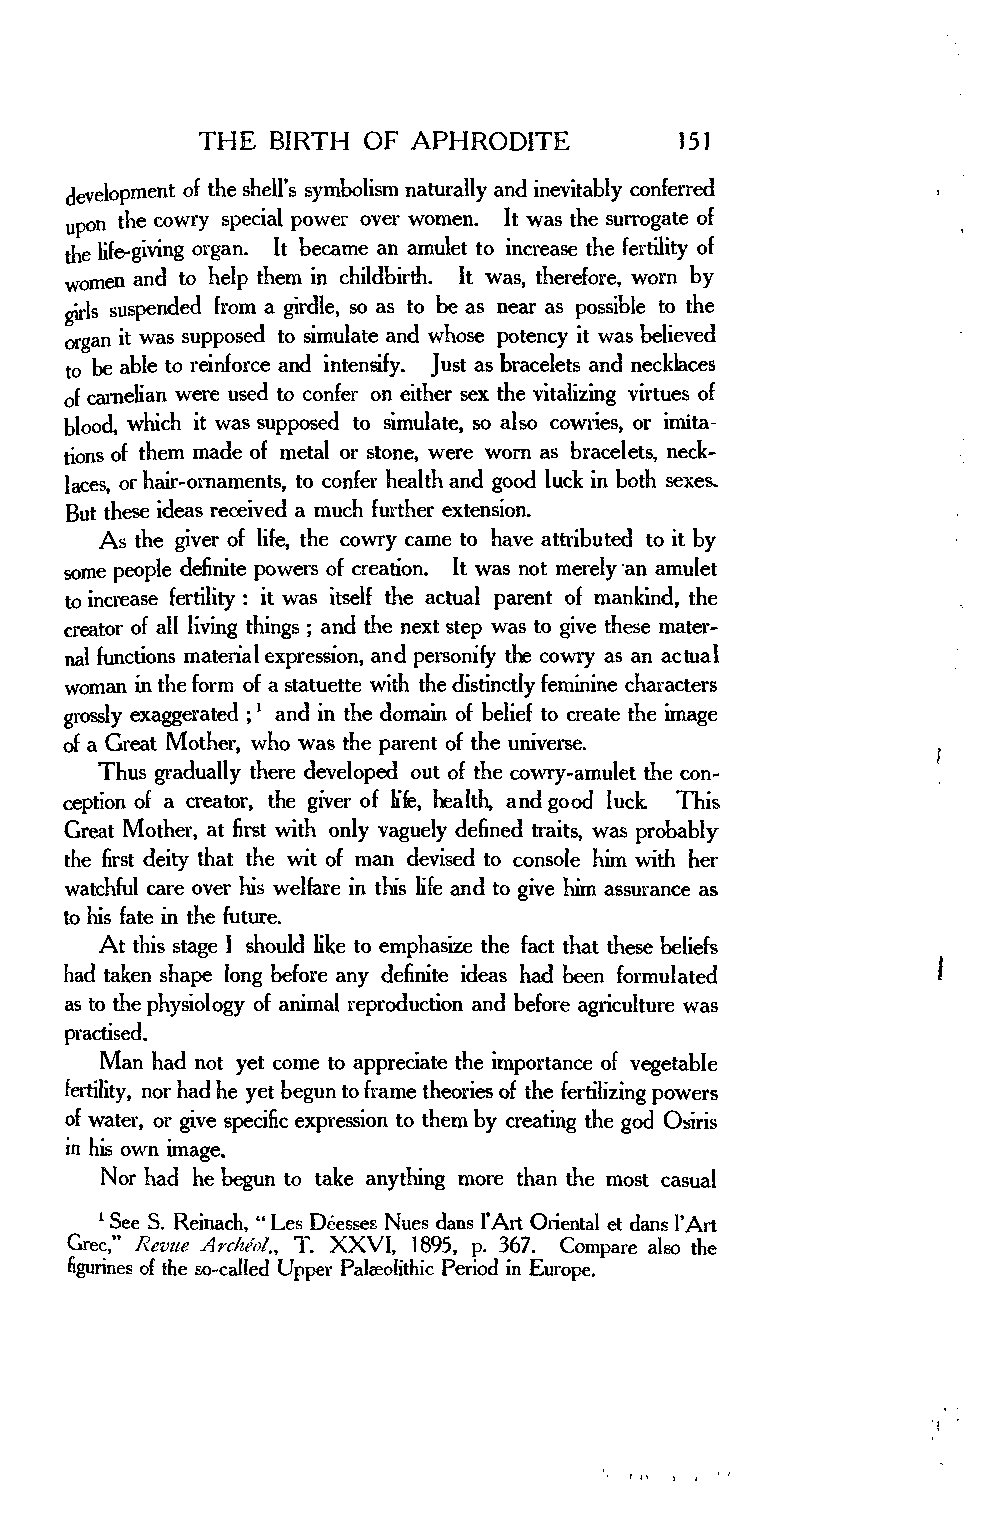 THE BIRTH OF APHRODITE 151
development of the shell's symbolism naturally and inevitably conferred
upon the cowry special power over women. It was the surrogate of
the life-giving organ. It became an amulet to increase the fertility of
women and to help them in childbirth. It was, therefore, worn by
girls suspended from a girdle, so as to be as near as possible to the
organ it was supposed to simulate and whose potency it was believed
to be able to reinforce and intensify. Just as bracelets and necklaces
of carnelian were used to confer on either sex the vitalizing virtues of
blood, which it was supposed to simulate, so also cowries, or imita-
tions of them made of metal or stone, were worn as bracelets, neck-
laces, or hair-ornaments, to confer health and good luck in both sexes.
But these ideas received a much further extension.
As the giver of life, the cowry came to have attributed to it by
some people definite powers of creation. It was not merely an amulet
to increase fertility : it was itself the actual parent of mankind, the
creator of all living things ; and the next step was to give these mater-
nal functions material expression, and personify the cowry as an actual
woman in the form of a statuette with the distinctly feminine characters
grossly exaggerated ;¹ and in the domain of belief to create the image
of a Great Mother, who was the parent of the universe.
Thus gradually there developed out of the cowry-amulet the con-
ception of a creator, the giver of life, health, and good luck This
Great Mother, at first with only vaguely defined traits, was probably
the first deity that the wit of man devised to console him with her
watchful care over his welfare in this life and to give him assurance as
to his fate in the future.
At this stage I should like to emphasize the fact that these beliefs
had taken shape long before any definite ideas had been formulated
as to the physiology of animal reproduction and before agriculture was
practised.
Man had not yet come to appreciate the importance of vegetable
fertility, nor had he yet begun to frame theories of the fertilizing powers
of water, or give specific expression to them by creating the god Osiris
in his own image.
Nor had he begun to take anything more than the most casual
¹ See S. Reinach, "Les Déesses Nues dans l'Art Oriental et dans l'Art
Grec," Revue Archéol., T. XXVI, 1895, p. 367. Compare also the
figurines of the so-called Upper Palæolithic Period in Europe.